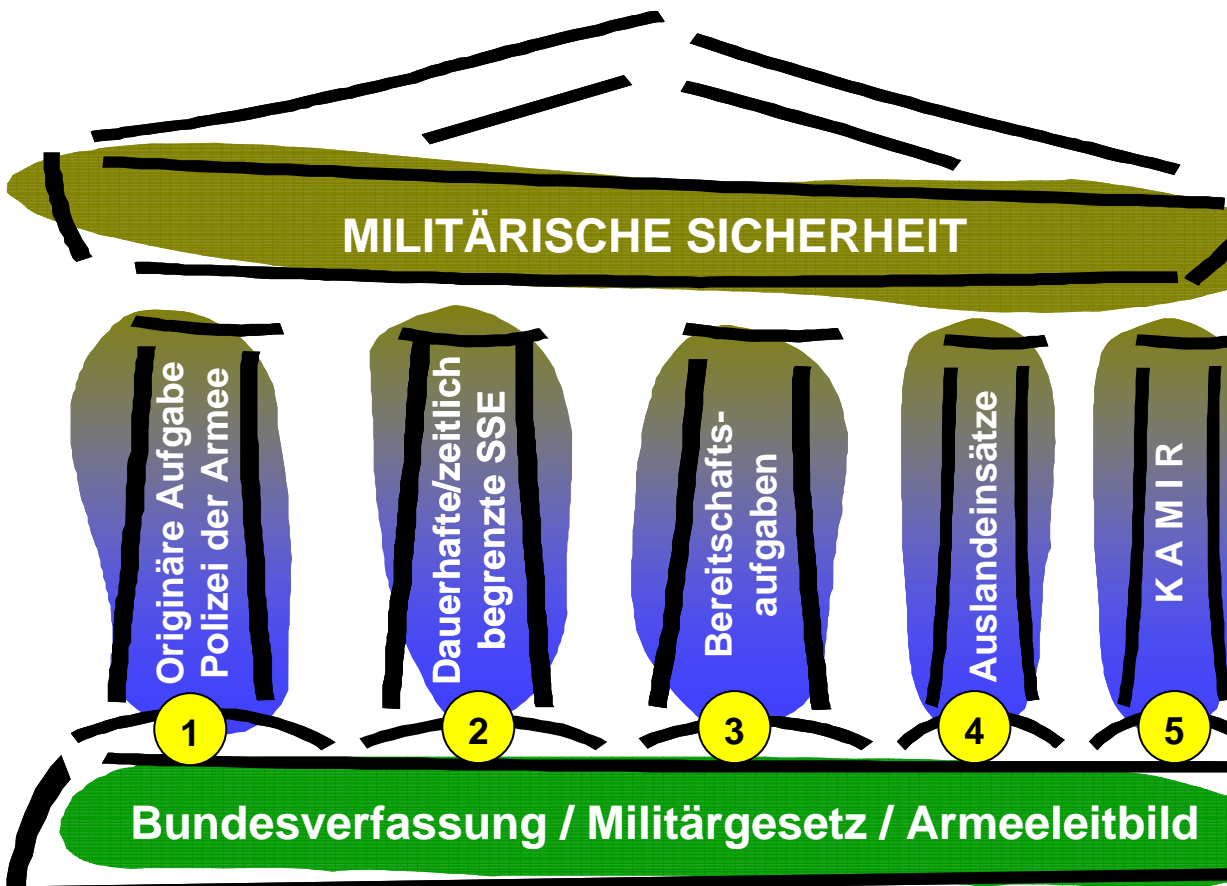 MILITÄRISCHE SICHERHEIT
Originäre Aufgabe
Polizei der Armee
Dauerhafte/zeitlich
begrenzte SSE
Bereitschafts-
aufgaben
Auslandeinsätze
K A M I R
1
2
3
4
5
Bundesverfassung / Militärgesetz / Armeeleitbild